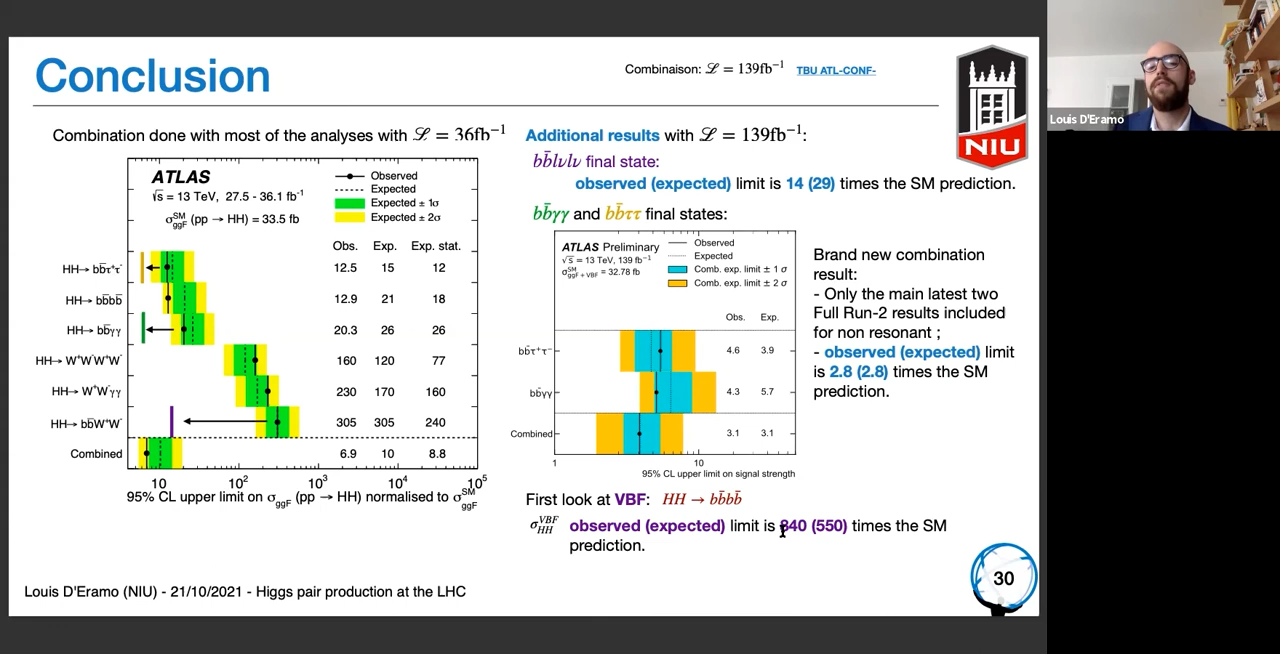 Conclusion
Combinaison: ℒ = 139fb⁻¹ TBU ATL-CONF-
NIU
Louis D'Eramo
Combination done with most of the analyses with ℒ = 36fb⁻¹
ATLAS
√s = 13 TeV, 27.5 - 36.1 fb⁻¹
σ^SM_ggF (pp → HH) = 33.5 fb
Observed
Expected
Expected ± 1σ
Expected ± 2σ
Obs. Exp. Exp. stat.
HH→ bb̄τ⁺τ⁻ 12.5 15 12
HH→ bb̄bb̄ 12.9 21 18
HH→ bb̄γγ 20.3 26 26
HH→ W⁺W⁻W⁺W⁻ 160 120 77
HH→ W⁺W⁻γγ 230 170 160
HH→ bb̄W⁺W⁻ 305 305 240
Combined 6.9 10 8.8
10 10² 10³ 10⁴ 10⁵
95% CL upper limit on σ_ggF (pp → HH) normalised to σ^SM_ggF
Additional results with ℒ = 139fb⁻¹:
bb̄lνlν final state:
observed (expected) limit is 14 (29) times the SM prediction.
bb̄γγ and bb̄ττ final states:
ATLAS Preliminary
√s = 13 TeV, 139 fb⁻¹
σ^SM_ggF+VBF = 32.78 fb
Observed
Expected
Comb. exp. limit ± 1 σ
Comb. exp. limit ± 2 σ
Obs. Exp.
bb̄τ⁺τ⁻ 4.6 3.9
bb̄γγ 4.3 5.7
Combined 3.1 3.1
1 10
95% CL upper limit on signal strength
Brand new combination
result:
- Only the main latest two
Full Run-2 results included
for non resonant ;
- observed (expected) limit
is 2.8 (2.8) times the SM
prediction.
First look at VBF: HH → bb̄bb̄
σ^VBF_HH observed (expected) limit is 840 (550) times the SM
prediction.
Louis D'Eramo (NIU) - 21/10/2021 - Higgs pair production at the LHC
30